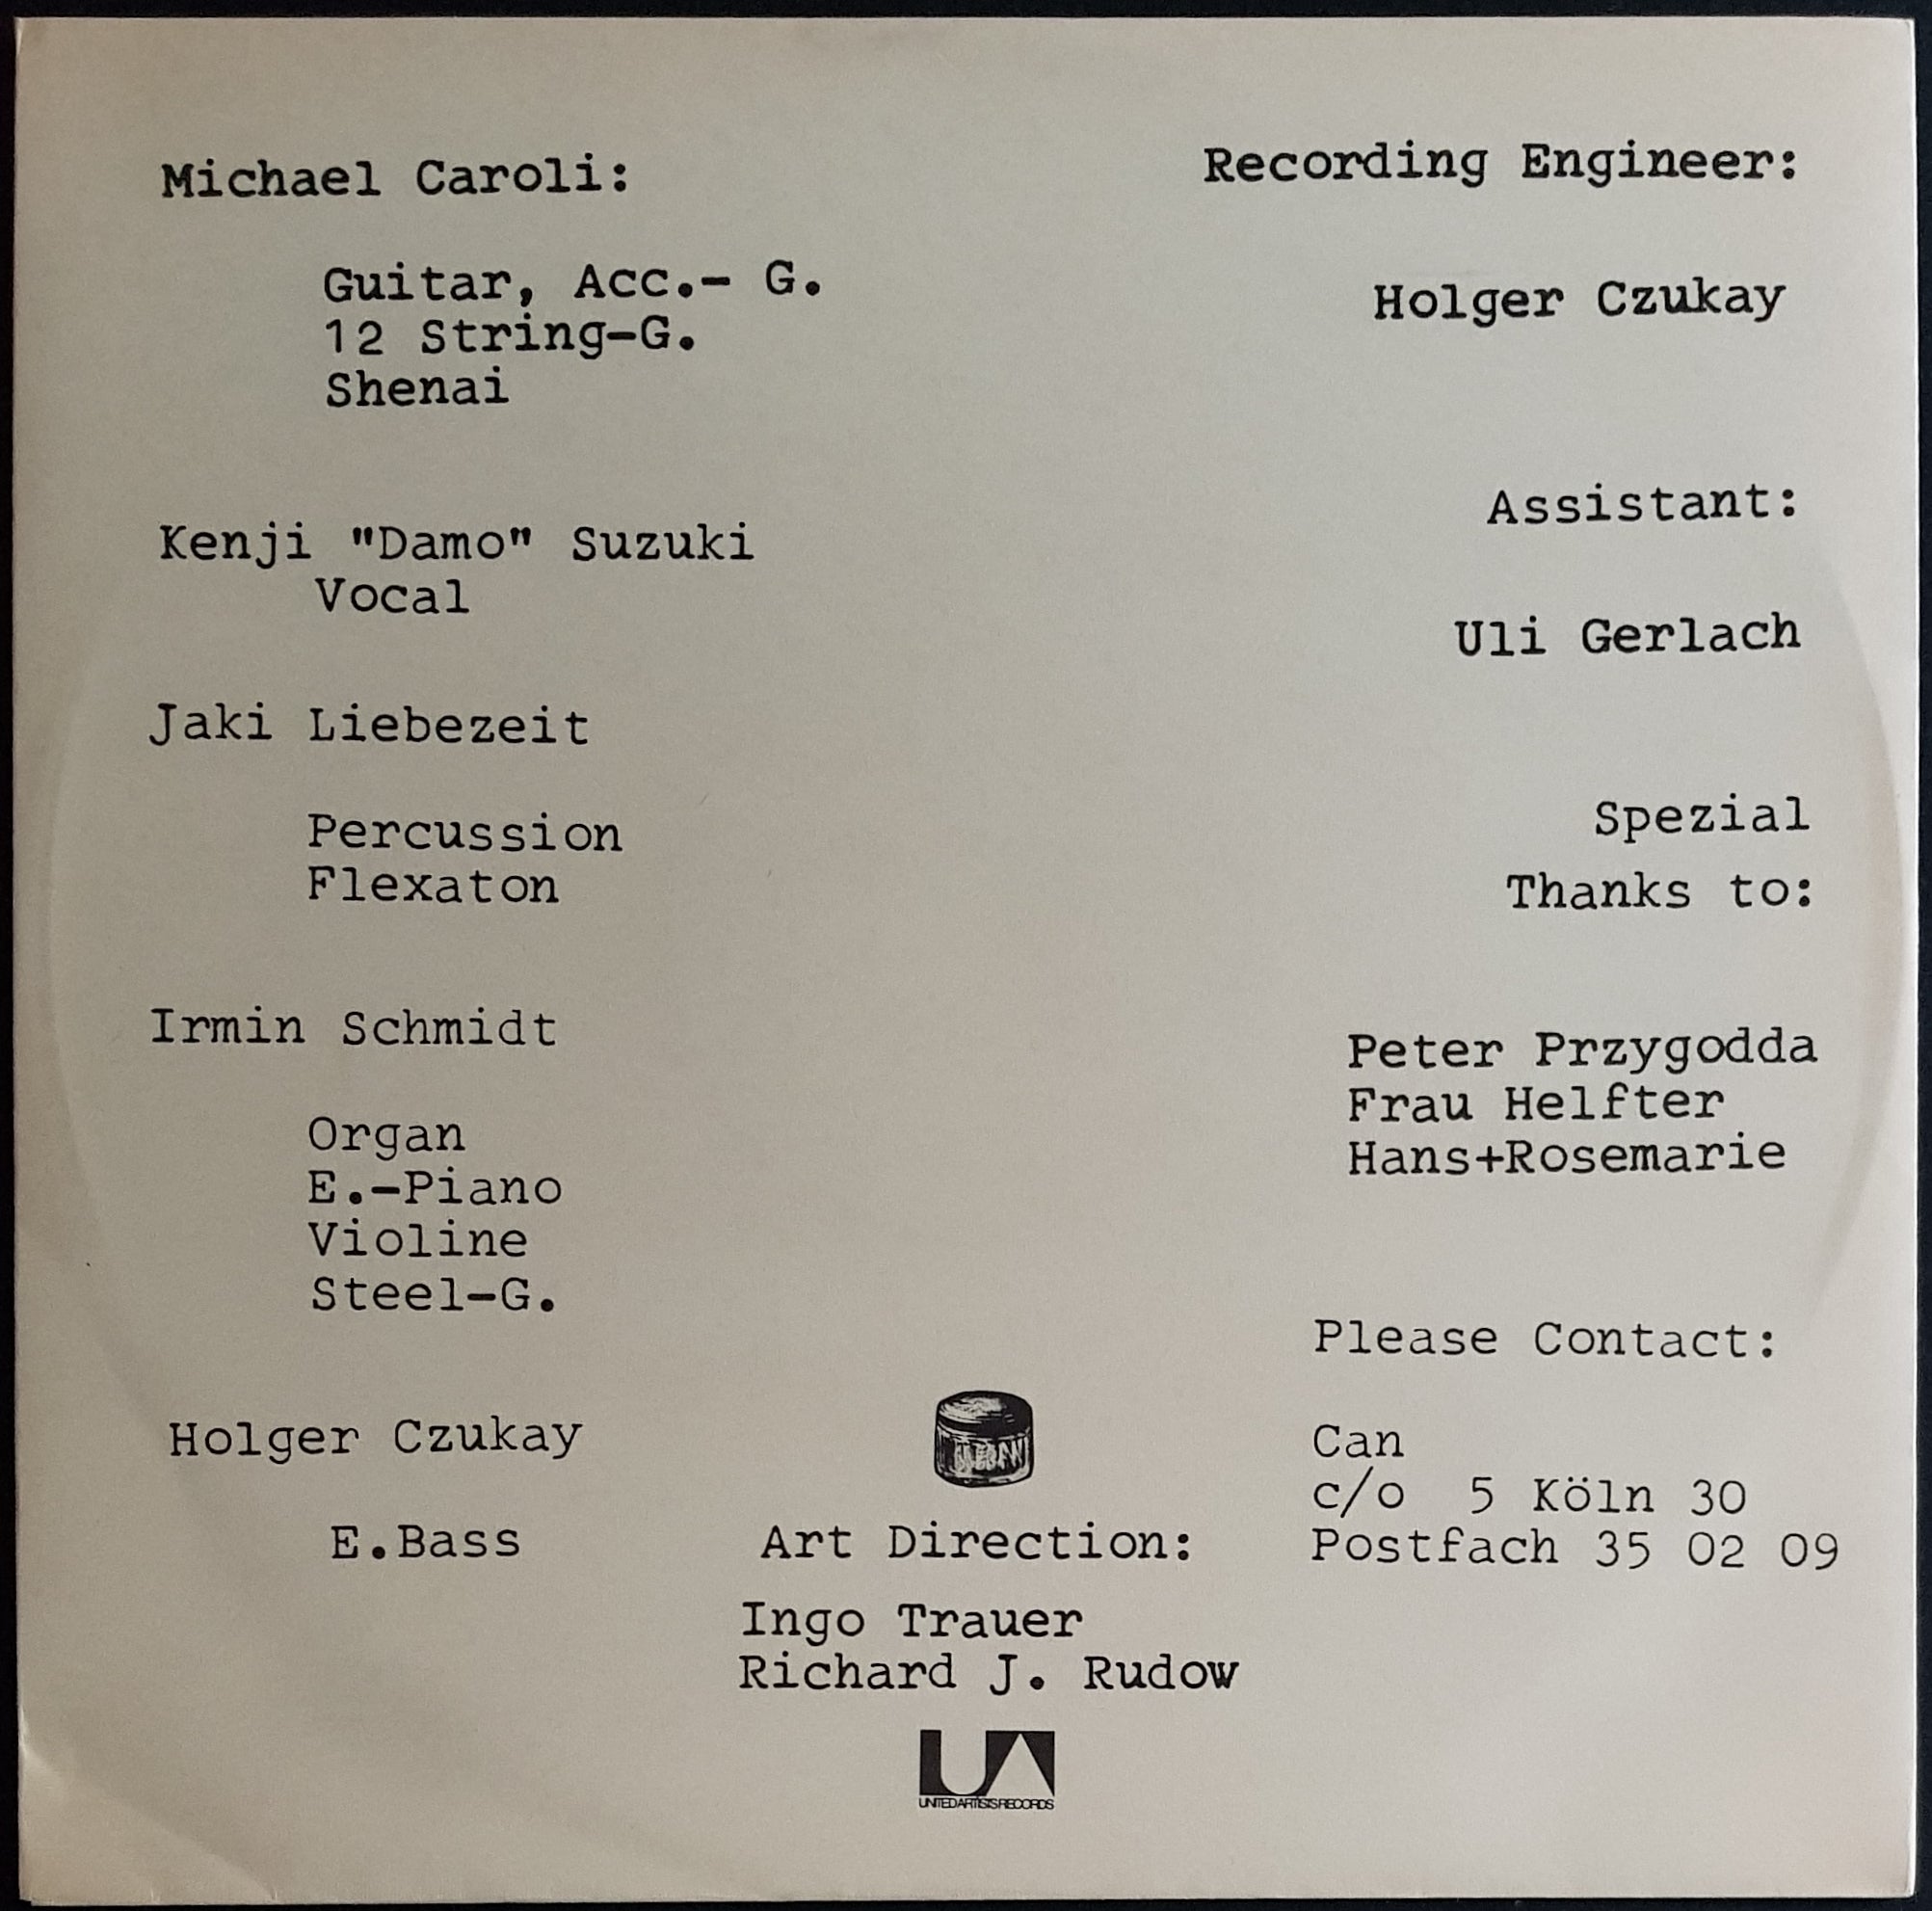 Michael Caroli:
Guitar, Acc.- G.
12 String-G.
Shenai
Kenji "Damo" Suzuki
Vocal
Jaki Liebezeit
Percussion
Flexaton
Irmin Schmidt
Organ
E.-Piano
Violine
Steel-G.
Holger Czukay
E.Bass
Recording Engineer:
Holger Czukay
Assistant:
Uli Gerlach
Spezial
Thanks to:
Peter Przygodda
Frau Helfter
Hans+Rosemarie
Please Contact:
Can
c/o 5 Köln 30
Postfach 35 02 09
Art Direction:
Ingo Trauer
Richard J. Rudow
UA
UNITED ARTISTS RECORDS